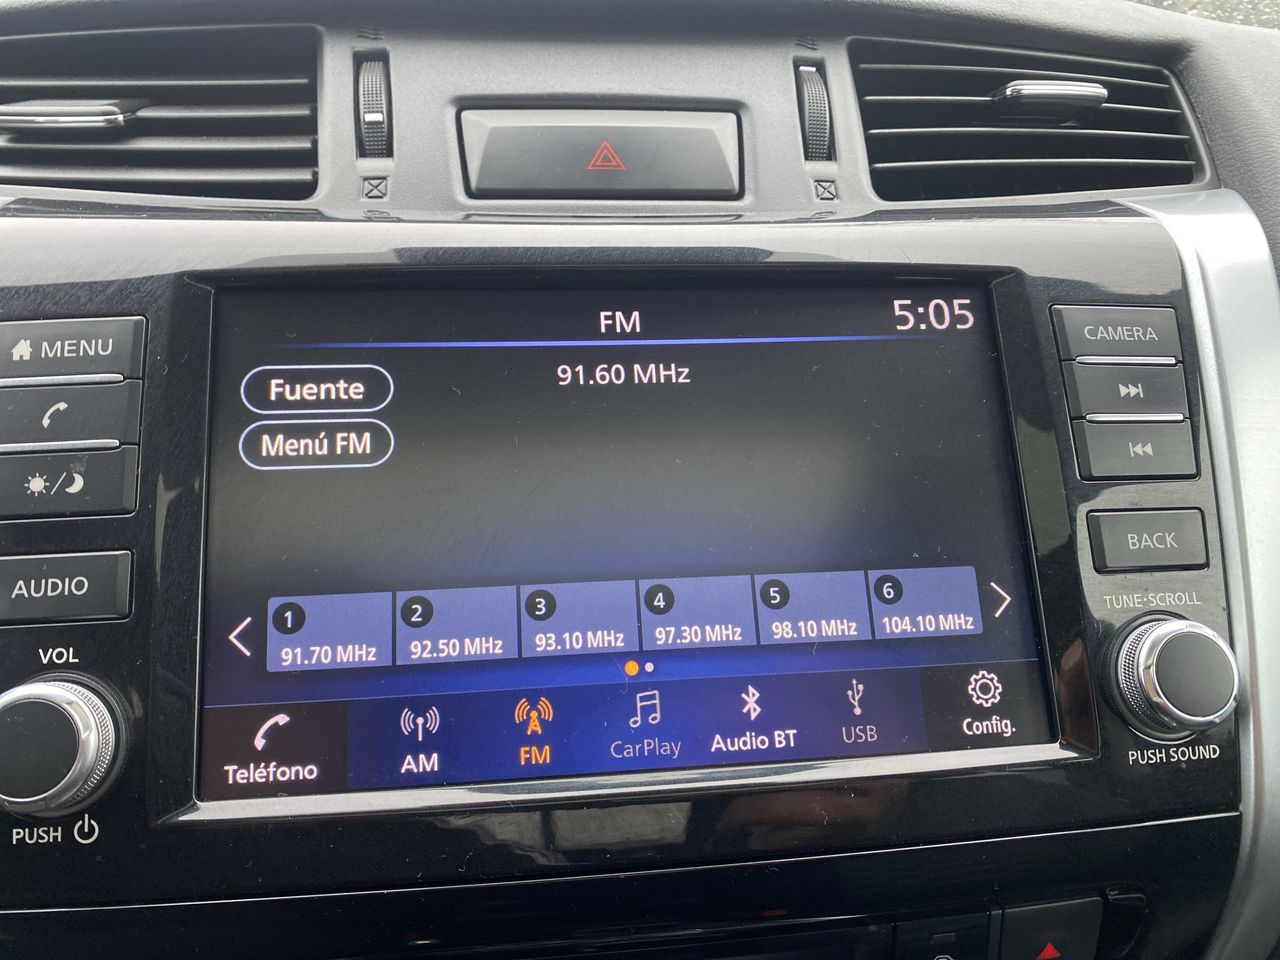 FM
5:05
91.60 MHz
Fuente
Menú FM
1
91.70 MHz
2
92.50 MHz
3
93.10 MHz
4
97.30 MHz
5
98.10 MHz
6
104.10 MHz
Teléfono
AM
FM
CarPlay
Audio BT
USB
Config.
MENU
AUDIO
VOL
PUSH
CAMERA
BACK
TUNE·SCROLL
PUSH SOUND